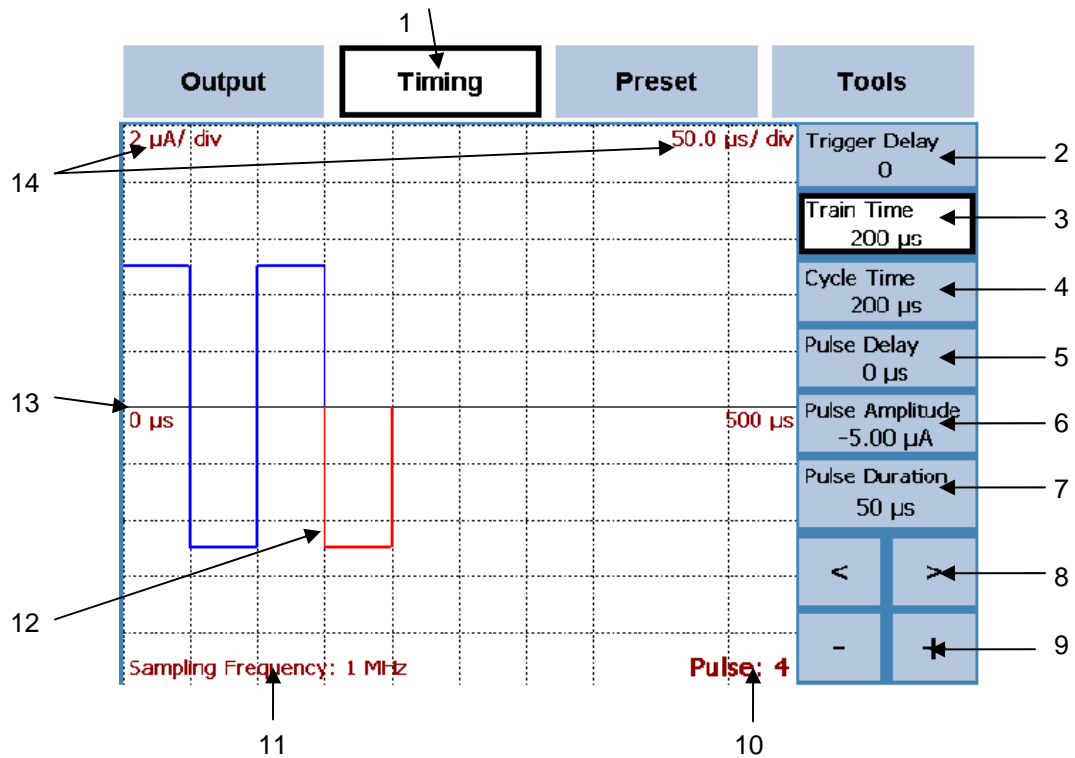 1
Output Timing Preset Tools
2 µA/ div 50.0 µs/ div
Trigger Delay
0
2
14
Train Time
200 µs
3
Cycle Time
200 µs
4
Pulse Delay
0 µs
5
13
0 µs 500 µs
Pulse Amplitude
-5.00 µA
6
Pulse Duration
50 µs
7
< >
8
12
- +
9
Sampling Frequency: 1 MHz Pulse: 4
11 10